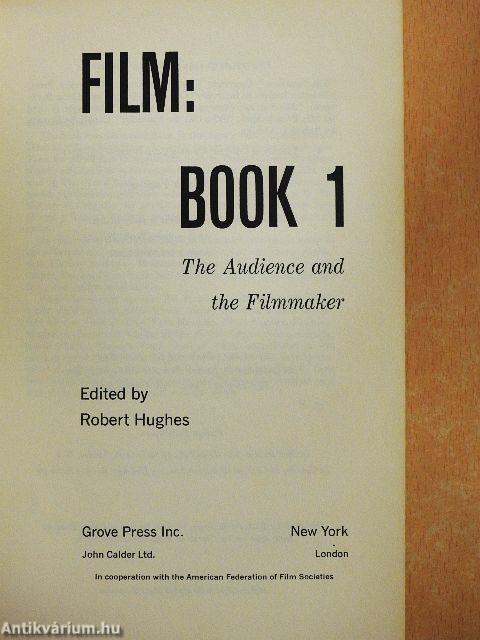 FILM:
BOOK 1
The Audience and
the Filmmaker
Edited by
Robert Hughes
Grove Press Inc. New York
John Calder Ltd. London
In cooperation with the American Federation of Film Societies
Antikvárium.hu